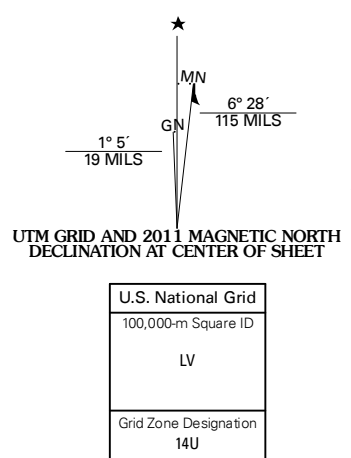 MN
GN
6° 28´
115 MILS
1° 5´
19 MILS
UTM GRID AND 2011 MAGNETIC NORTH
DECLINATION AT CENTER OF SHEET
U.S. National Grid
100,000-m Square ID
LV
Grid Zone Designation
14U